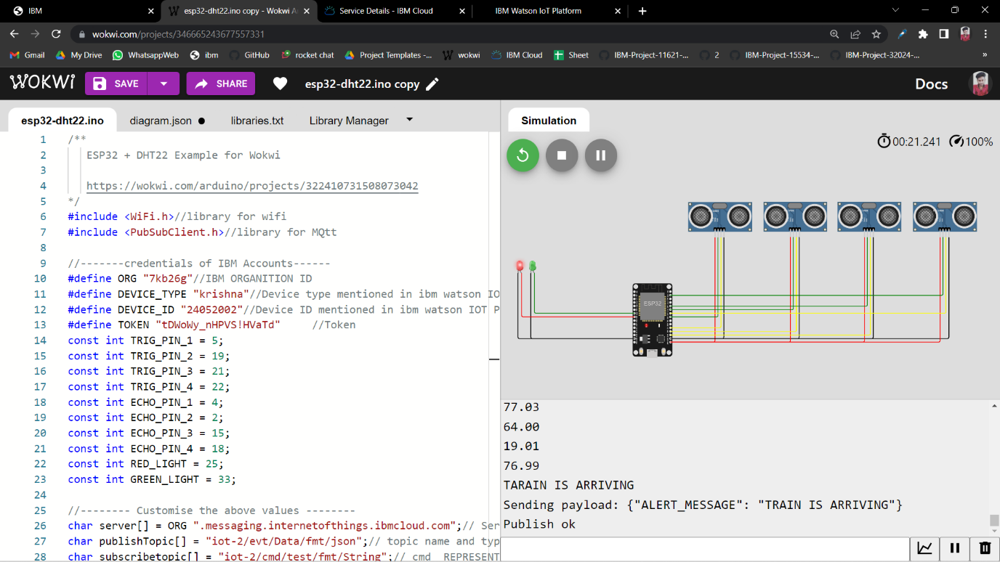 IBM
esp32-dht22.ino copy - Wokwi A
Service Details - IBM Cloud
IBM Watson IoT Platform
wokwi.com/projects/346665243677557331
Gmail
My Drive
WhatsappWeb
ibm
GitHub
rocket chat
Project Templates -...
wokwi
IBM Cloud
Sheet
IBM-Project-11621-...
2
IBM-Project-15534-...
IBM-Project-32024-...
»
WOKWI
SAVE
SHARE
esp32-dht22.ino copy
Docs
esp32-dht22.ino
diagram.json
libraries.txt
Library Manager
1 /**
2 ESP32 + DHT22 Example for Wokwi
3
4 https://wokwi.com/arduino/projects/322410731508073042
5 */
6 #include <WiFi.h>//library for wifi
7 #include <PubSubClient.h>//library for MQtt
8
9 //-------credentials of IBM Accounts------
10 #define ORG "7kb26g"//IBM ORGANITION ID
11 #define DEVICE_TYPE "krishna"//Device type mentioned in ibm watson IO
12 #define DEVICE_ID "24052002"//Device ID mentioned in ibm watson IOT P
13 #define TOKEN "tDWoWy_nHPVS!HVaTd" //Token
14 const int TRIG_PIN_1 = 5;
15 const int TRIG_PIN_2 = 19;
16 const int TRIG_PIN_3 = 21;
17 const int TRIG_PIN_4 = 22;
18 const int ECHO_PIN_1 = 4;
19 const int ECHO_PIN_2 = 2;
20 const int ECHO_PIN_3 = 15;
21 const int ECHO_PIN_4 = 18;
22 const int RED_LIGHT = 25;
23 const int GREEN_LIGHT = 33;
24
25 //-------- Customise the above values --------
26 char server[] = ORG ".messaging.internetofthings.ibmcloud.com";// Ser
27 char publishTopic[] = "iot-2/evt/Data/fmt/json";// topic name and typ
28 char subscribetopic[] = "iot-2/cmd/test/fmt/String";// cmd REPRESENT
Simulation
00:21.241
100%
ESP32
77.03
64.00
19.01
76.99
TARAIN IS ARRIVING
Sending payload: {"ALERT_MESSAGE": "TRAIN IS ARRIVING"}
Publish ok